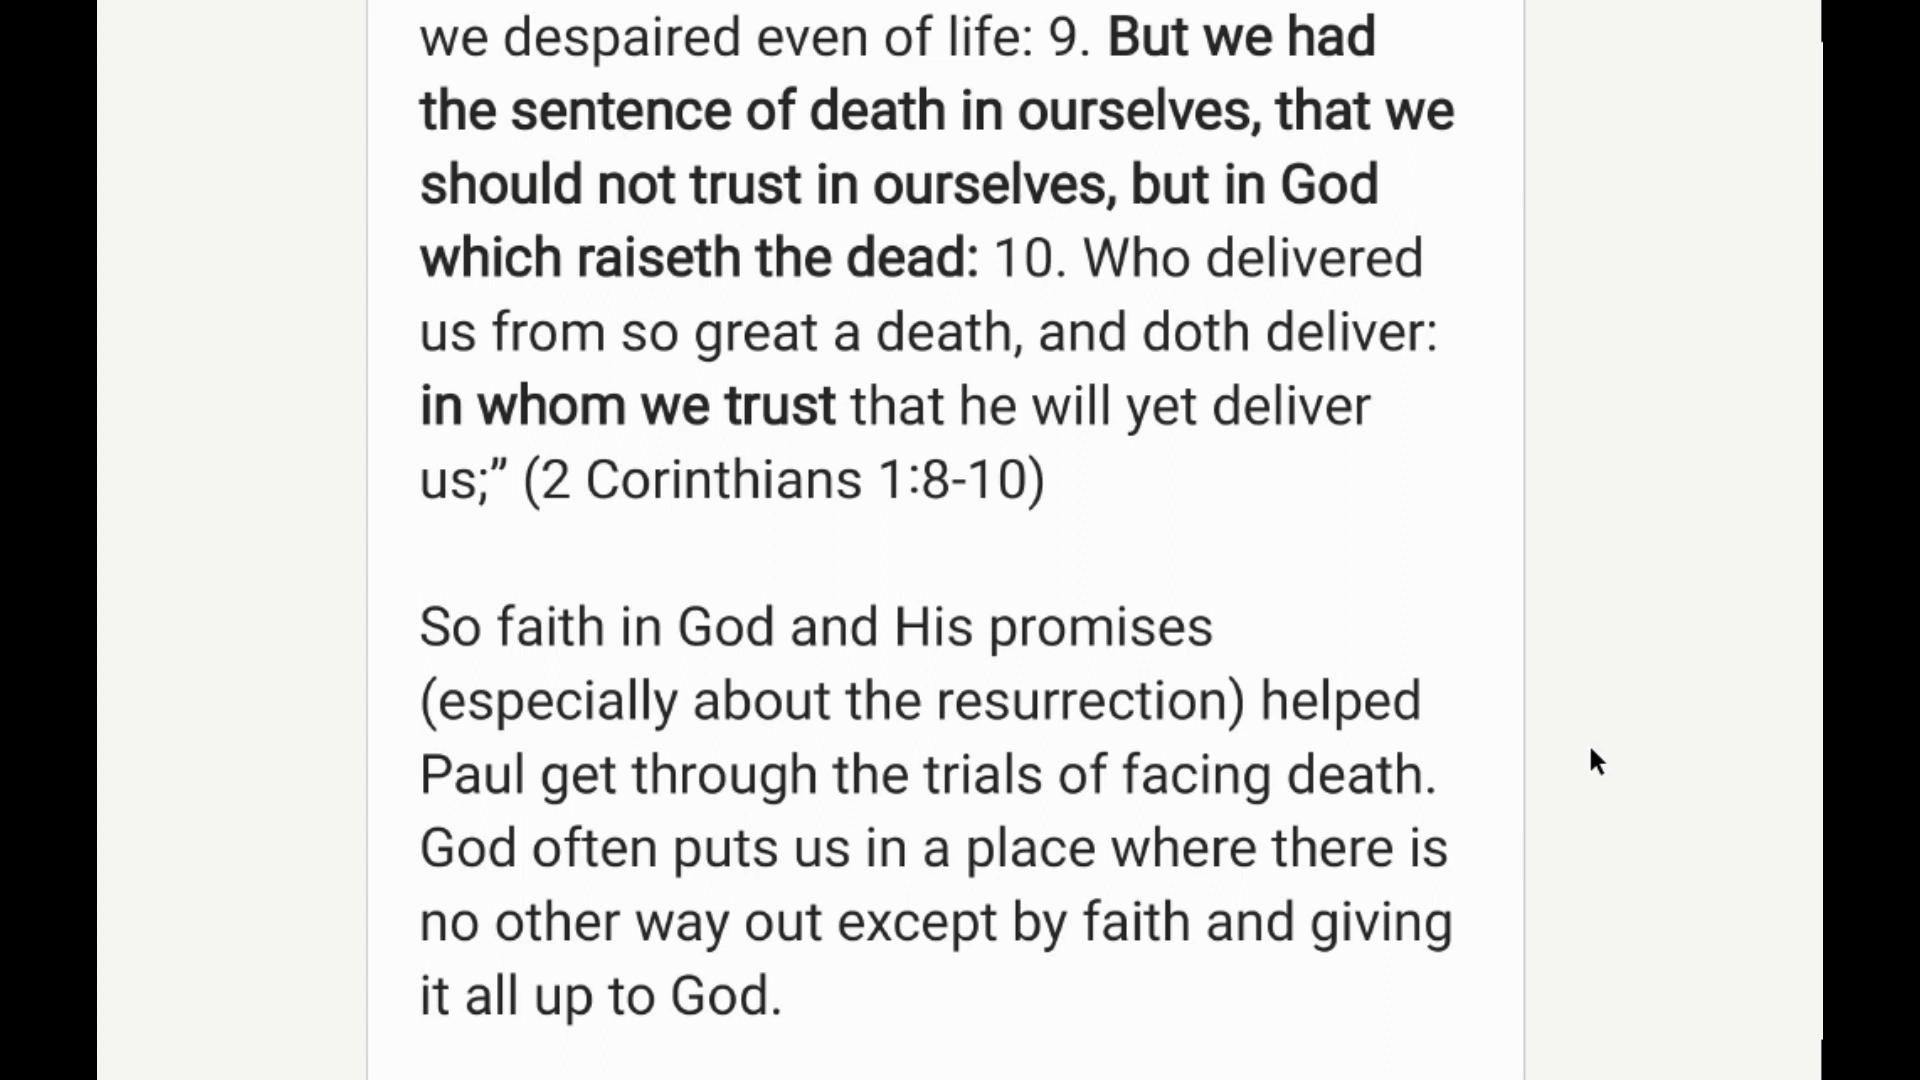 we despaired even of life: 9. But we had
the sentence of death in ourselves, that we
should not trust in ourselves, but in God
which raiseth the dead: 10. Who delivered
us from so great a death, and doth deliver:
in whom we trust that he will yet deliver
us;” (2 Corinthians 1:8-10)
So faith in God and His promises
(especially about the resurrection) helped
Paul get through the trials of facing death.
God often puts us in a place where there is
no other way out except by faith and giving
it all up to God.